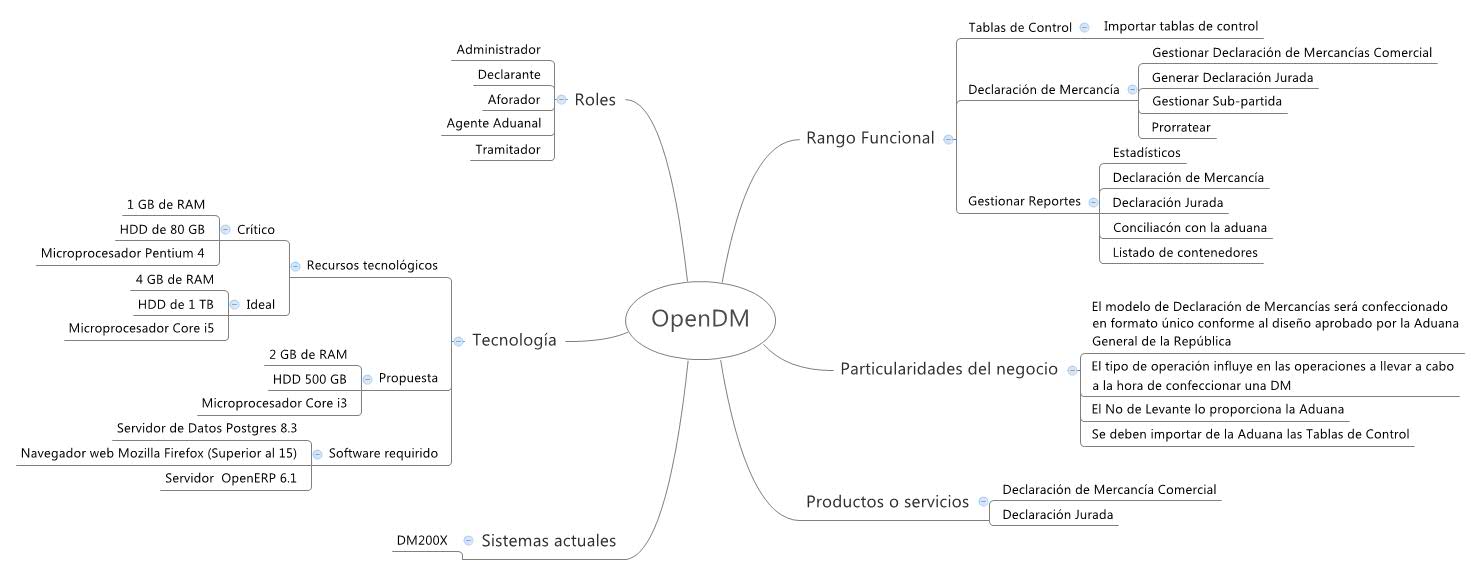 OpenDM
Roles
Administrador
Declarante
Aforador
Agente Aduanal
Tramitador
Tecnología
Recursos tecnológicos
Crítico
1 GB de RAM
HDD de 80 GB
Microprocesador Pentium 4
Ideal
4 GB de RAM
HDD de 1 TB
Microprocesador Core i5
Propuesta
2 GB de RAM
HDD 500 GB
Microprocesador Core i3
Software requirido
Servidor de Datos Postgres 8.3
Navegador web Mozilla Firefox (Superior al 15)
Servidor OpenERP 6.1
Sistemas actuales
DM200X
Rango Funcional
Tablas de Control
Importar tablas de control
Declaración de Mercancía
Gestionar Declaración de Mercancías Comercial
Generar Declaración Jurada
Gestionar Sub-partida
Prorratear
Gestionar Reportes
Estadísticos
Declaración de Mercancía
Declaración Jurada
Conciliacón con la aduana
Listado de contenedores
Particularidades del negocio
El modelo de Declaración de Mercancías será confeccionado
en formato único conforme al diseño aprobado por la Aduana
General de la República
El tipo de operación influye en las operaciones a llevar a cabo
a la hora de confeccionar una DM
El No de Levante lo proporciona la Aduana
Se deben importar de la Aduana las Tablas de Control
Productos o servicios
Declaración de Mercancía Comercial
Declaración Jurada